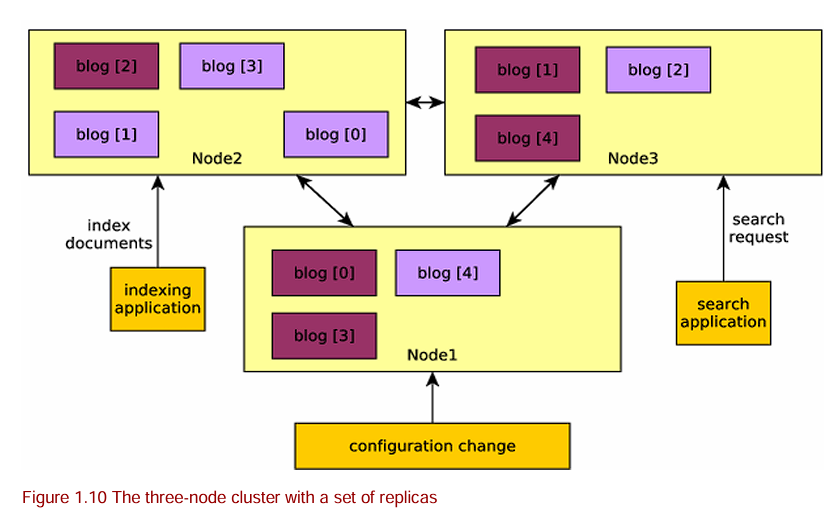 blog [2]
blog [3]
blog [1]
blog [0]
Node2
blog [1]
blog [2]
blog [4]
Node3
index
documents
search
request
indexing
application
blog [0]
blog [4]
blog [3]
Node1
search
application
configuration change
Figure 1.10 The three-node cluster with a set of replicas